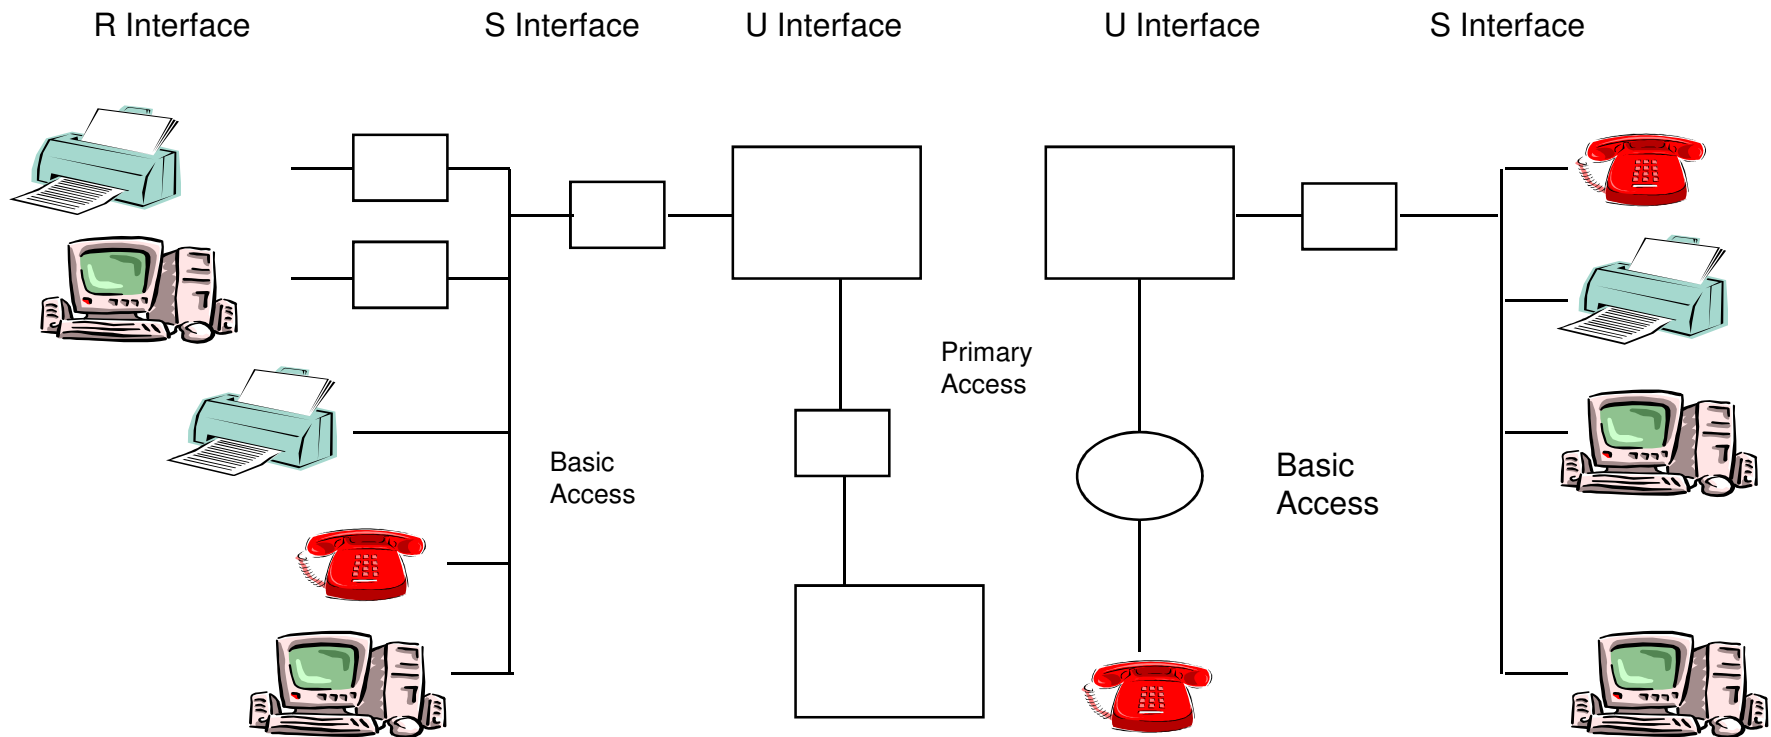 R Interface
S Interface
U Interface
U Interface
S Interface
Primary
Access
Basic
Access
Basic
Access